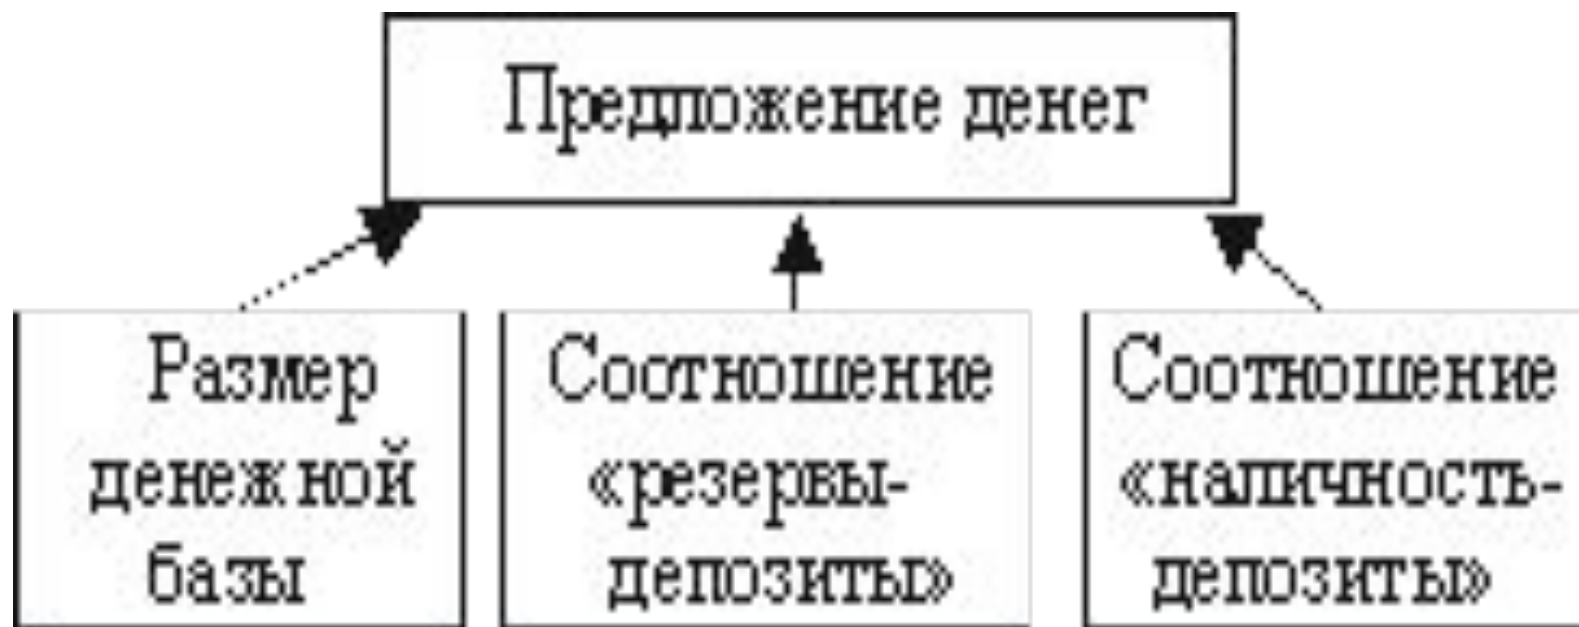 Предложение денег
Размер
денежной
базы
Соотношение
«резервы-
депозиты»
Соотношение
«наличность-
депозиты»